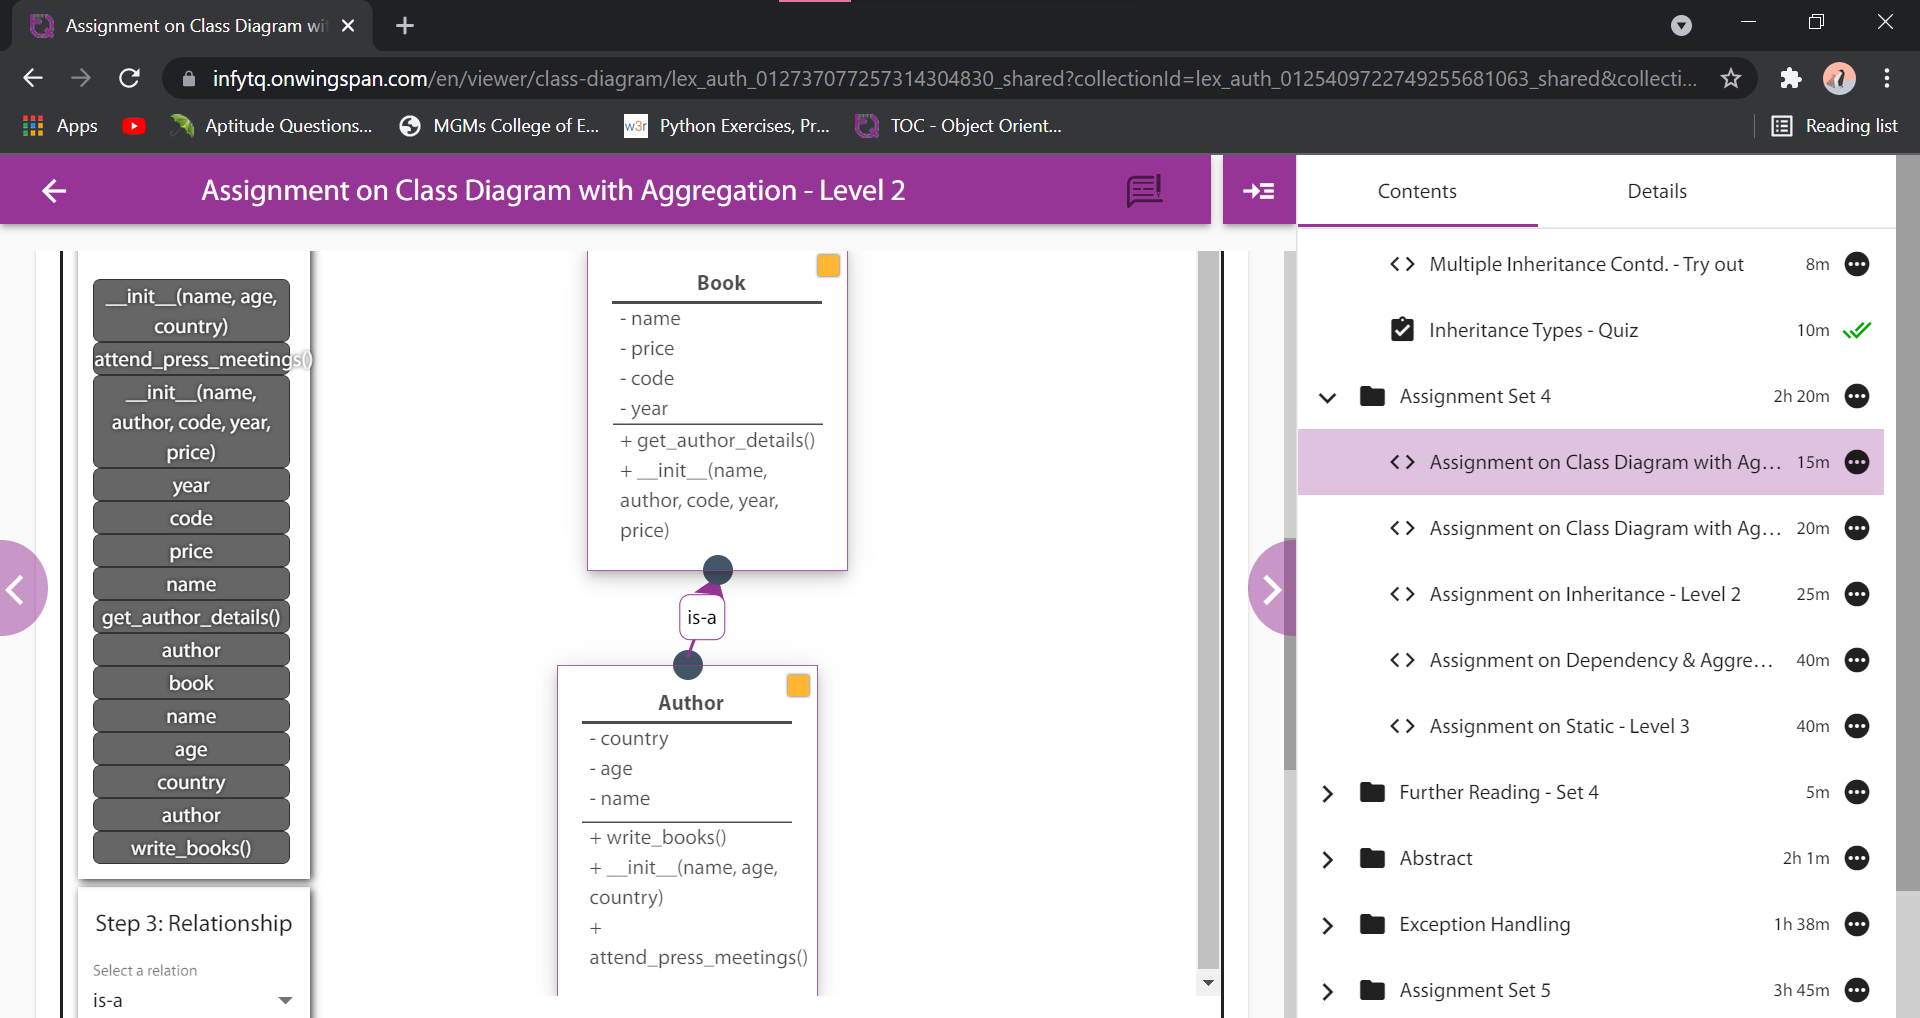 Assignment on Class Diagram wit
infytq.onwingspan.com/en/viewer/class-diagram/lex_auth_012737077257314304830_shared?collectionId=lex_auth_0125409722749255681063_shared&collecti...
Apps
Aptitude Questions...
MGMs College of E...
w3r
Python Exercises, Pr...
TOC - Object Orient...
Reading list
Assignment on Class Diagram with Aggregation - Level 2
Contents
Details
__init__(name, age,
country)
attend_press_meetings()
__init__(name,
author, code, year,
price)
year
code
price
name
get_author_details()
author
book
name
age
country
author
write_books()
Step 3: Relationship
Select a relation
is-a
Book
- name
- price
- code
- year
+ get_author_details()
+ __init__(name,
author, code, year,
price)
is-a
Author
- country
- age
- name
+ write_books()
+ __init__(name, age,
country)
+
attend_press_meetings()
Multiple Inheritance Contd. - Try out 8m
Inheritance Types - Quiz 10m
Assignment Set 4 2h 20m
Assignment on Class Diagram with Ag... 15m
Assignment on Class Diagram with Ag... 20m
Assignment on Inheritance - Level 2 25m
Assignment on Dependency & Aggre... 40m
Assignment on Static - Level 3 40m
Further Reading - Set 4 5m
Abstract 2h 1m
Exception Handling 1h 38m
Assignment Set 5 3h 45m